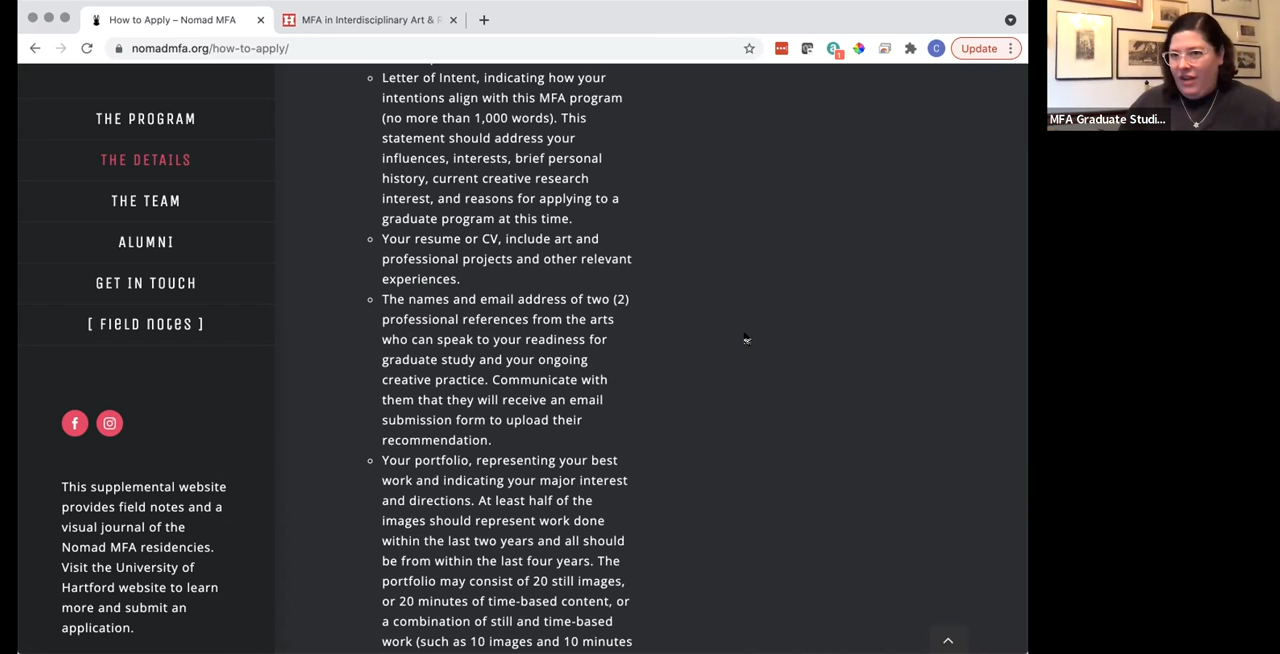 How to Apply – Nomad MFA
MFA in Interdisciplinary Art & R
nomadmfa.org/how-to-apply/
1
C
Update
MFA Graduate Studi...
THE PROGRAM
THE DETAILS
THE TEAM
ALUMNI
GET IN TOUCH
[ FIELD NOTES ]
f
This supplemental website
provides field notes and a
visual journal of the
Nomad MFA residencies.
Visit the University of
Hartford website to learn
more and submit an
application.
Letter of Intent, indicating how your
intentions align with this MFA program
(no more than 1,000 words). This
statement should address your
influences, interests, brief personal
history, current creative research
interest, and reasons for applying to a
graduate program at this time.
Your resume or CV, include art and
professional projects and other relevant
experiences.
The names and email address of two (2)
professional references from the arts
who can speak to your readiness for
graduate study and your ongoing
creative practice. Communicate with
them that they will receive an email
submission form to upload their
recommendation.
Your portfolio, representing your best
work and indicating your major interest
and directions. At least half of the
images should represent work done
within the last two years and all should
be from within the last four years. The
portfolio may consist of 20 still images,
or 20 minutes of time-based content, or
a combination of still and time-based
work (such as 10 images and 10 minutes